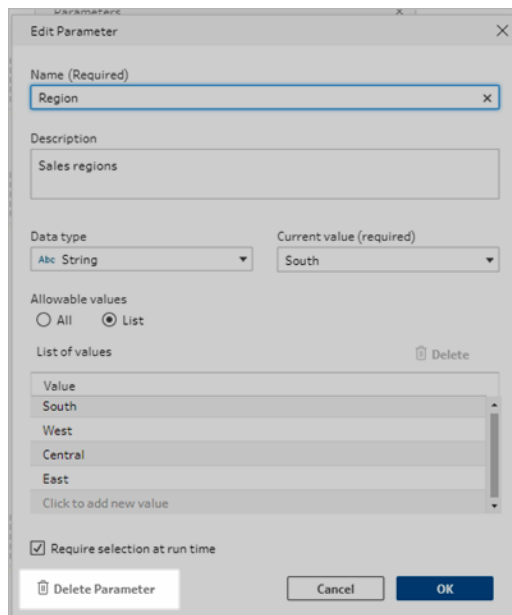 Parameters
Edit Parameter
Name (Required)
Region
Description
Sales regions
Data type
Current value (required)
Abc String
South
Allowable values
All
List
List of values
Delete
Value
South
West
Central
East
Click to add new value
Require selection at run time
Delete Parameter
Cancel
OK